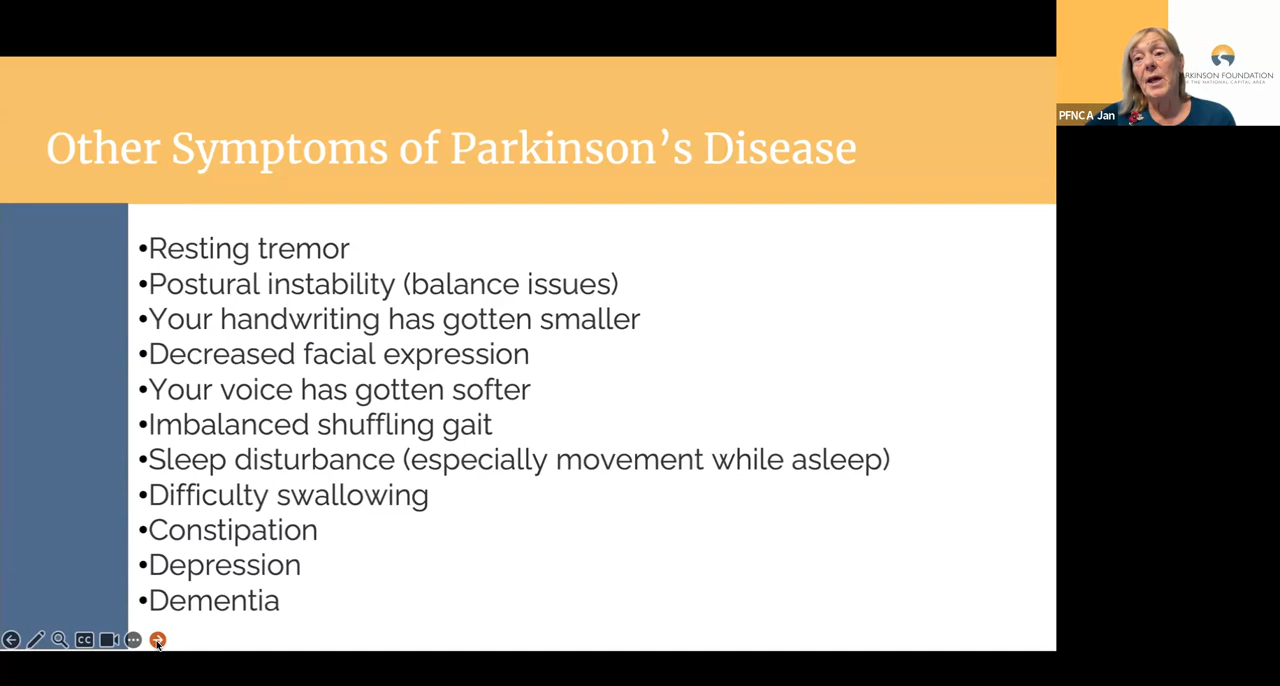 Other Symptoms of Parkinson's Disease
•Resting tremor
•Postural instability (balance issues)
•Your handwriting has gotten smaller
•Decreased facial expression
•Your voice has gotten softer
•Imbalanced shuffling gait
•Sleep disturbance (especially movement while asleep)
•Difficulty swallowing
•Constipation
•Depression
•Dementia
CC
ARKINSON FOUNDATION
THE NATIONAL CAPITAL AREA
PFNCA Jan